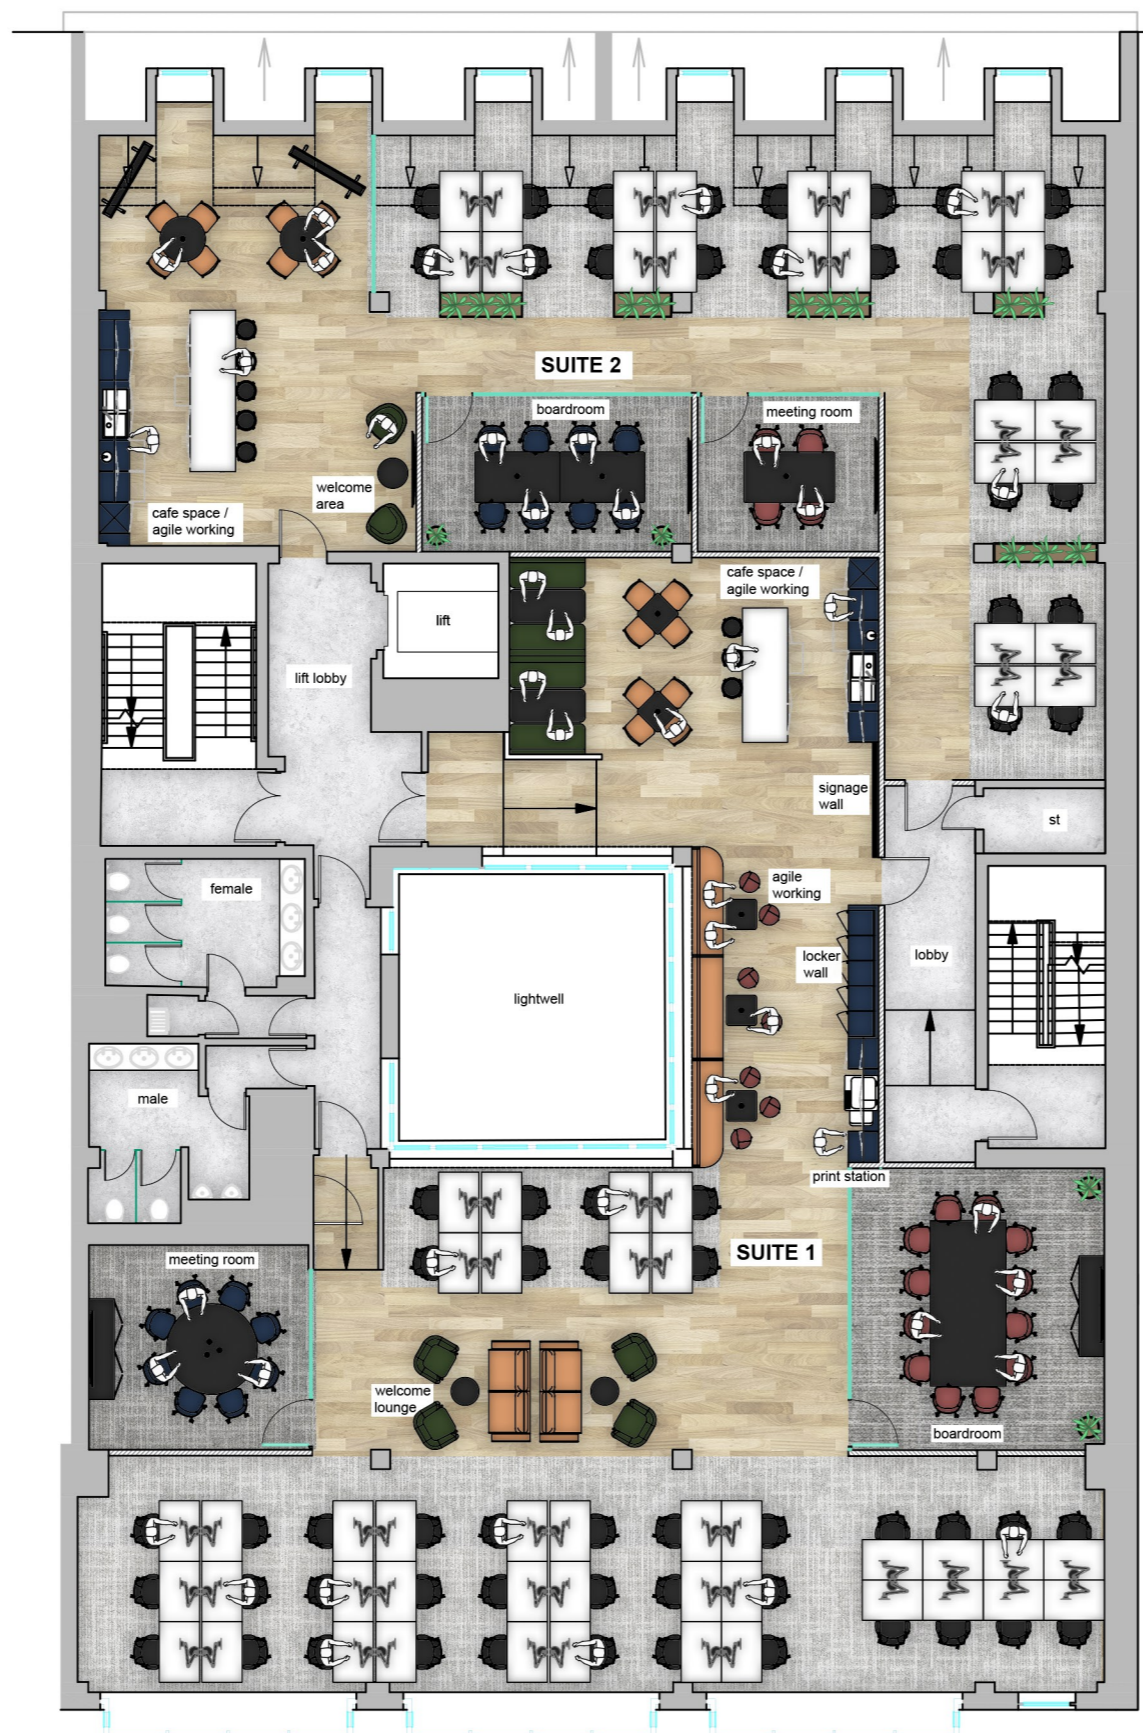 SUITE 2
boardroom
meeting room
welcome
area
cafe space /
agile working
cafe space /
agile working
lift
lift lobby
signage
wall
st
female
agile
working
locker
wall
lobby
lightwell
male
print station
SUITE 1
meeting room
welcome
lounge
boardroom